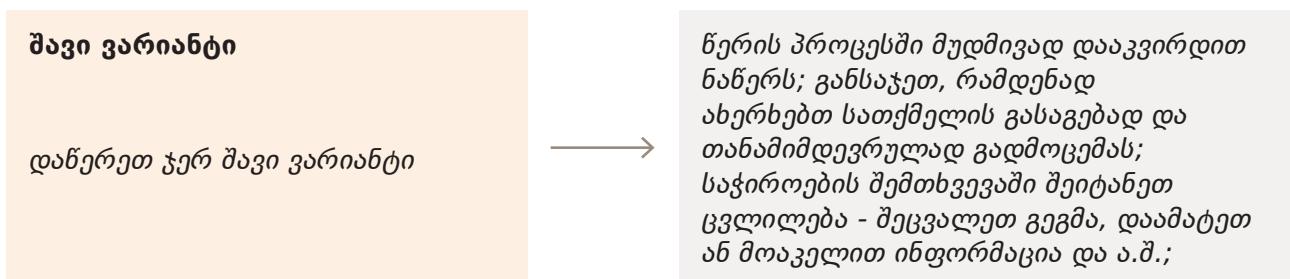 შავი ვარიანტი
დაწერეთ ჯერ შავი ვარიანტი
წერის პროცესში მუდმივად დააკვირდით
ნაწერს; განსაჯეთ, რამდენად
ახერხებთ სათქმელის გასაგებად და
თანამიმდევრულად გადმოცემას;
საჭიროების შემთხვევაში შეიტანეთ
ცვლილება - შეცვალეთ გეგმა, დაამატეთ
ან მოაკელით ინფორმაცია და ა.შ.;